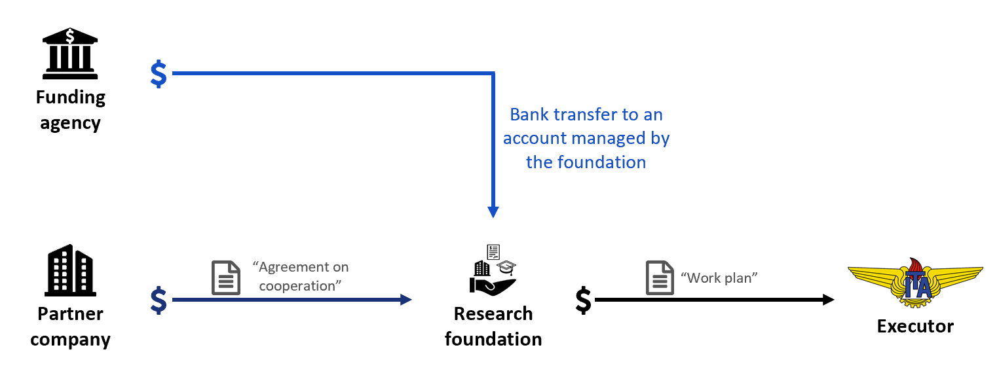 $
Funding
agency
$
Bank transfer to an
account managed by
the foundation
Partner
company
$
“Agreement on
cooperation”
$
Research
foundation
$
“Work plan”
ITA
Executor